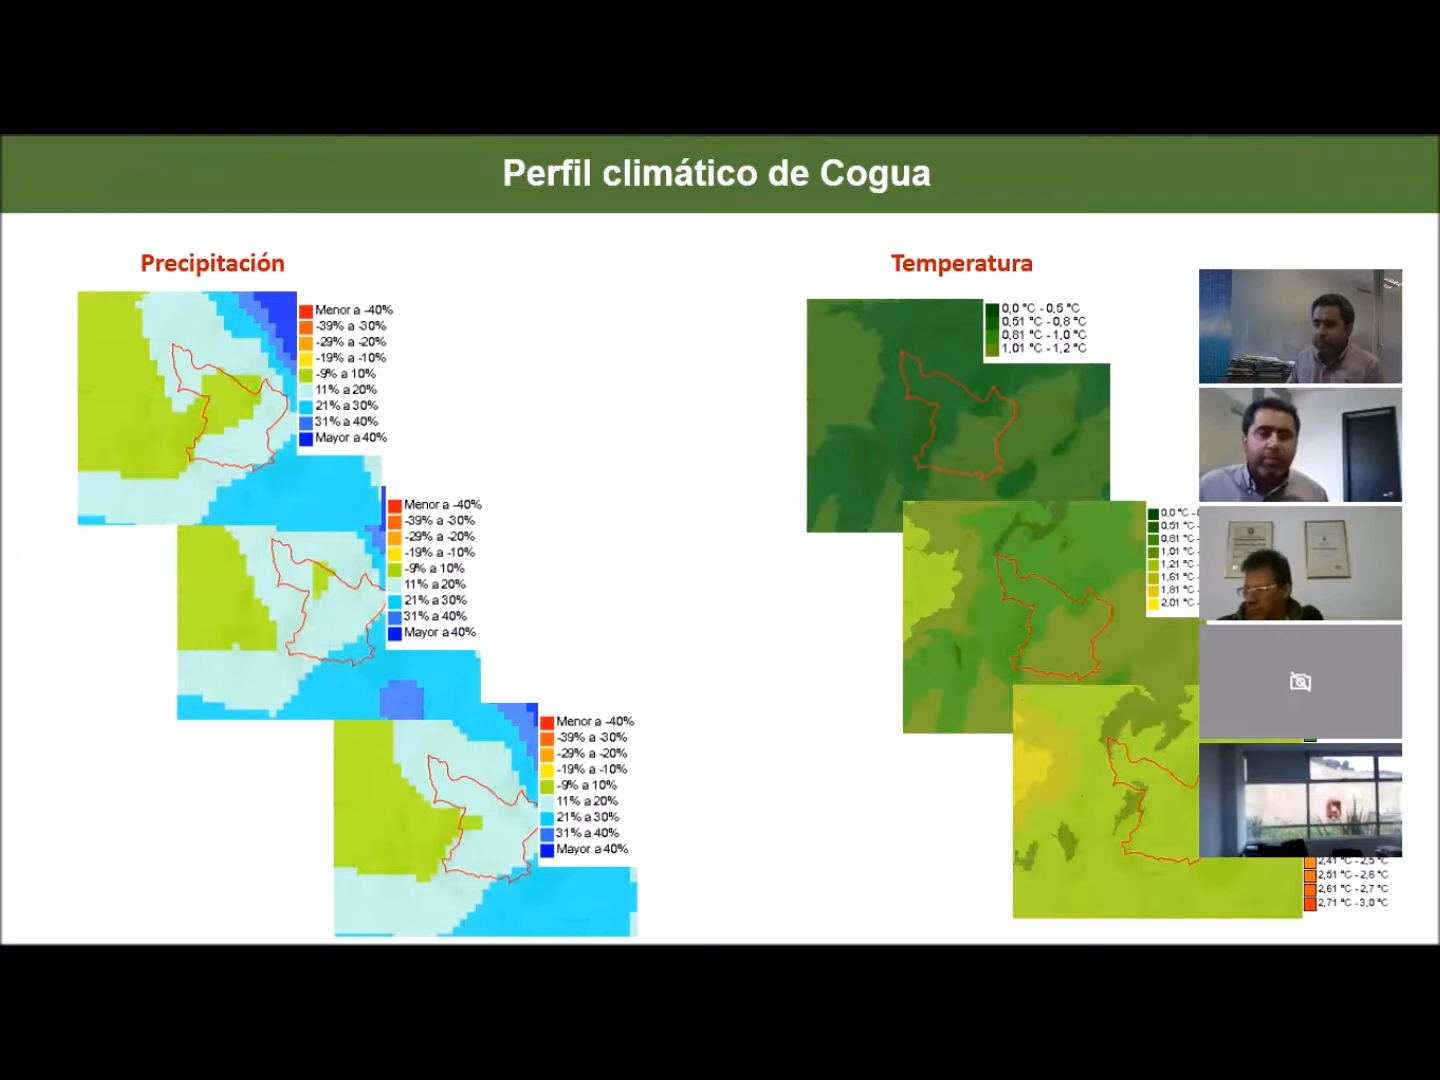 Perfil climático de Cogua
Precipitación
Menor a -40%
-39% a -30%
-29% a -20%
-19% a -10%
-9% a 10%
11% a 20%
21% a 30%
31% a 40%
Mayor a 40%
Menor a -40%
-39% a -30%
-29% a -20%
-19% a -10%
-9% a 10%
11% a 20%
21% a 30%
31% a 40%
Mayor a 40%
Menor a -40%
-39% a -30%
-29% a -20%
-19% a -10%
-9% a 10%
11% a 20%
21% a 30%
31% a 40%
Mayor a 40%
Temperatura
0,0 °C - 0,5 °C
0,51 °C - 0,8 °C
0,81 °C - 1,0 °C
1,01 °C - 1,2 °C
0,0 °C -
0,51 °C -
0,81 °C -
1,01 °C -
1,21 °C -
1,61 °C -
1,81 °C -
2,01 °C -
2,41 °C - 2,5 °C
2,51 °C - 2,6 °C
2,61 °C - 2,7 °C
2,71 °C - 3,0 °C